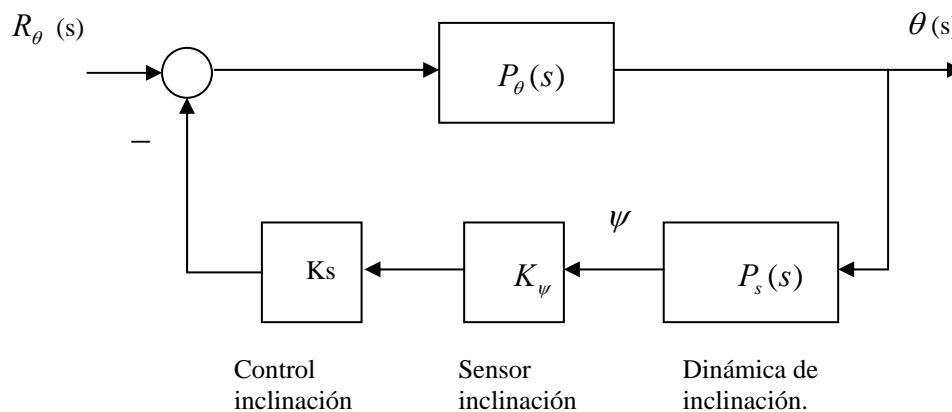 R_θ (s)
θ(s)
P_θ(s)
−
ψ
Ks
K_ψ
P_s(s)
Control
inclinación
Sensor
inclinación
Dinámica de
inclinación.